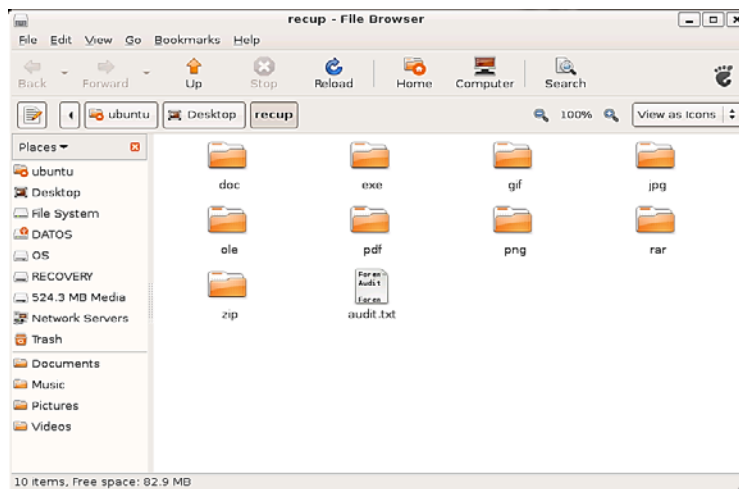 recup - File Browser
File Edit View Go Bookmarks Help
Back Forward Up Stop Reload Home Computer Search
ubuntu Desktop recup 100% View as Icons
Places
ubuntu
Desktop
File System
DATOS
OS
RECOVERY
524.3 MB Media
Network Servers
Trash
Documents
Music
Pictures
Videos
doc exe gif jpg
ole pdf png rar
Foren
Audit
Foren
zip audit.txt
10 items, Free space: 82.9 MB